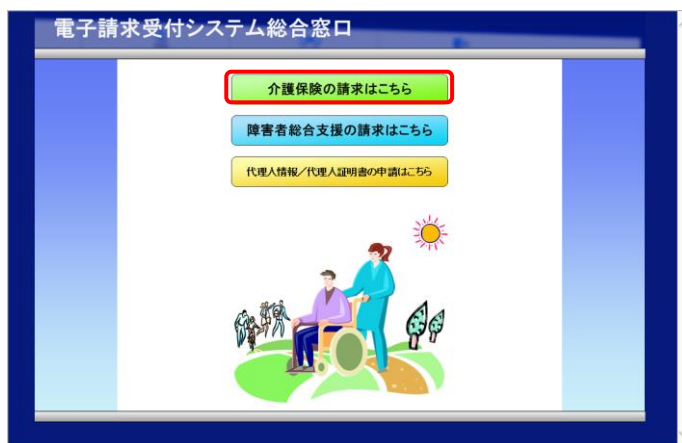 電子請求受付システム総合窓口
介護保険の請求はこちら
障害者総合支援の請求はこちら
代理人情報／代理人証明書の申請はこちら